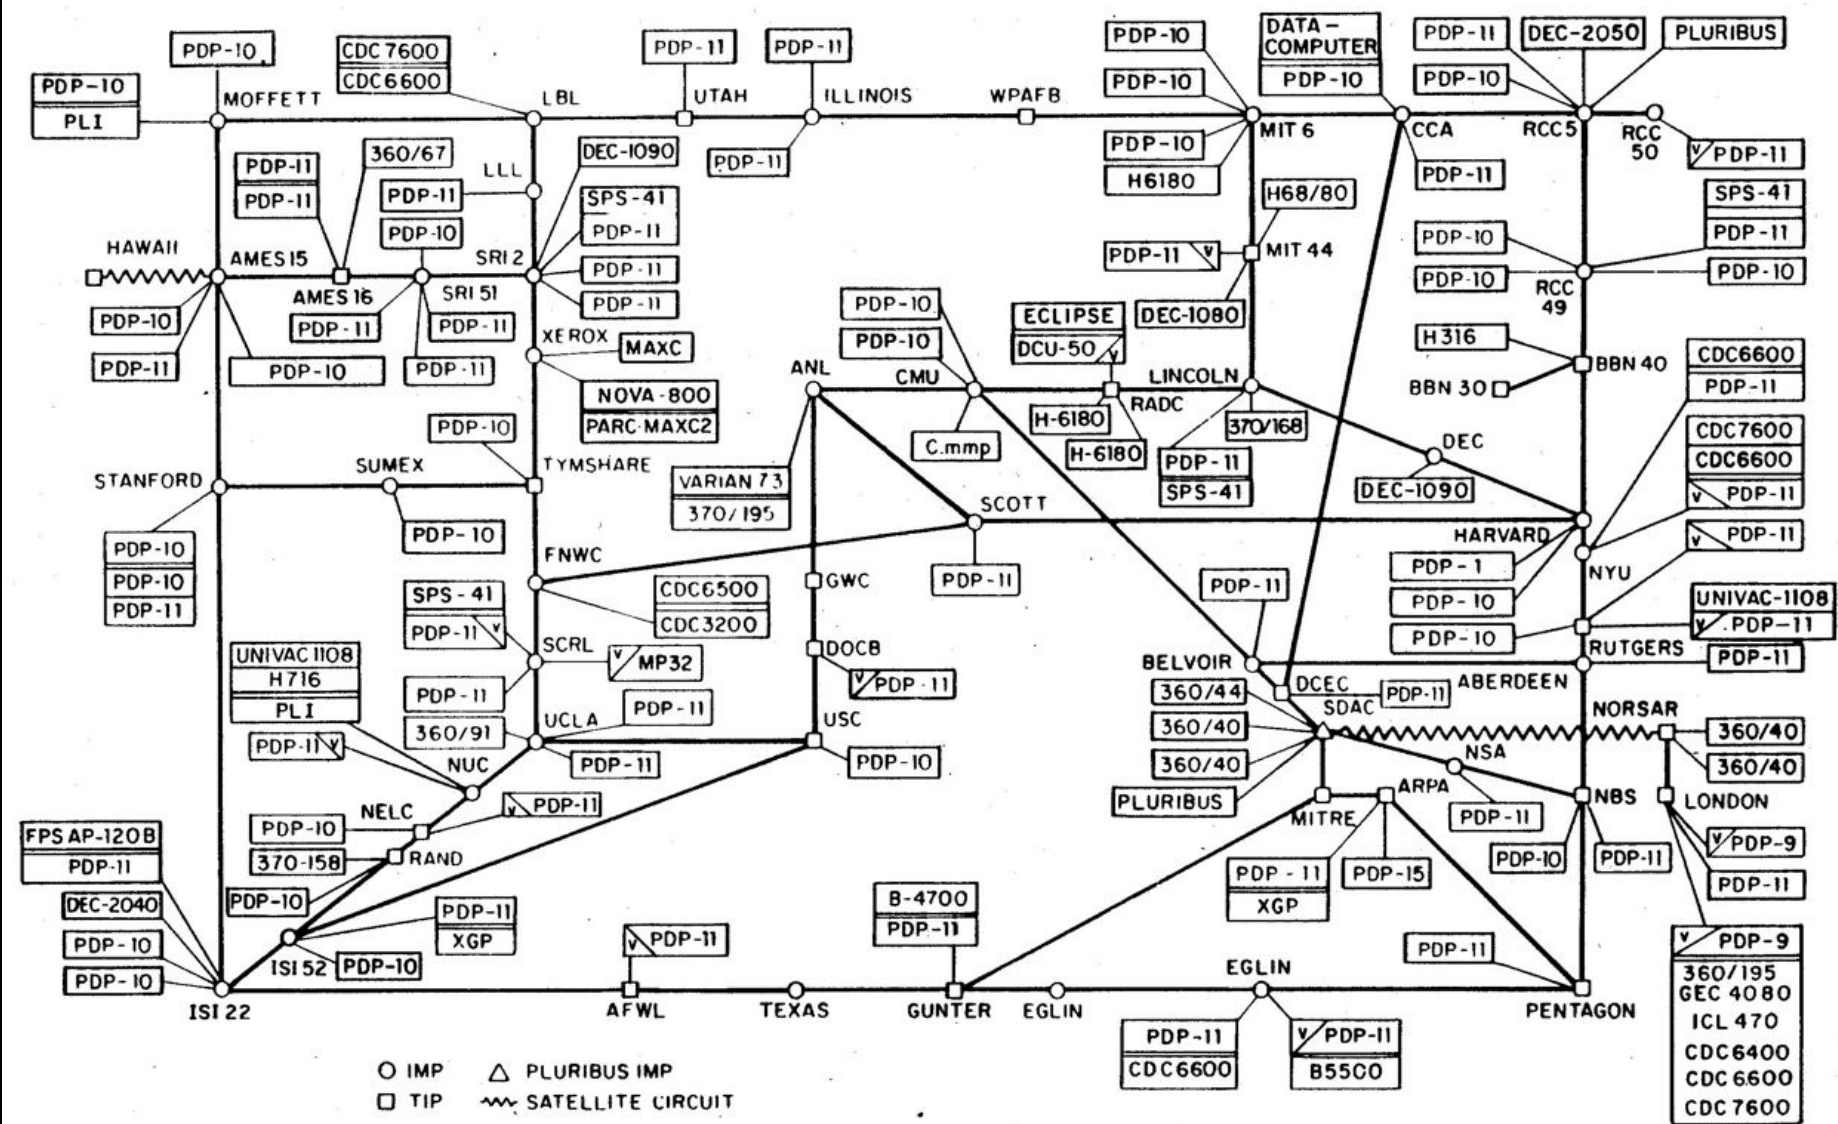 PDP-10
CDC 7600
CDC 6600
PDP-11
PDP-11
PDP-10
DATA-
COMPUTER
PDP-10
PDP-11
DEC-2050
PLURIBUS
PDP-10
PLI
MOFFETT
LBL
UTAH
ILLINOIS
WPAFB
PDP-10
PDP-10
MIT 6
CCA
RCC5
RCC
50
PDP-10
H6180
PDP-11
PDP-11
V PDP-11
PDP-11
PDP-11
360/67
LLL
PDP-11
DEC-1090
SPS-41
PDP-11
H68/80
SPS-41
PDP-11
HAWAII
AMES 15
PDP-10
SRI 2
PDP-11
PDP-11
PDP-11 V
MIT 44
PDP-10
PDP-10
RCC
49
PDP-10
AMES 16
SRI 51
PDP-10
PDP-11
PDP-10
PDP-11
PDP-11
PDP-11
XEROX
MAXC
NOVA-800
PARC-MAXC2
PDP-10
PDP-10
ECLIPSE
DCU-50 V
DEC-1080
H316
BBN 40
BBN 30
CDC6600
PDP-11
ANL
CMU
RADC
LINCOLN
C.mmp
H-6180
H-6180
370/168
PDP-11
SPS-41
DEC
DEC-1090
CDC7600
CDC6600
V PDP-11
V PDP-11
STANFORD
SUMEX
PDP-10
TYMSHARE
VARIAN 73
370/195
SCOTT
HARVARD
NYU
PDP-10
PDP-10
PDP-11
PDP-10
FNWC
CDC6500
CDC3200
PDP-11
PDP-1
PDP-10
PDP-10
UNIVAC-1108
V PDP-11
RUTGERS
SPS-41
PDP-11 V
SCRL
V MP32
GWC
DOCB
V PDP-11
PDP-11
BELVOIR
ABERDEEN
PDP-11
UNIVAC 1108
H716
PLI
PDP-11 V
PDP-11
360/91
UCLA
PDP-11
PDP-11
USC
PDP-10
360/44
360/40
360/40
PLURIBUS
DCEC
PDP-11
SDAC
NORSAR
360/40
360/40
NUC
NELC
V PDP-11
MITRE
ARPA
NSA
PDP-11
NBS
LONDON
PDP-10
370-158
RAND
PDP-10
PDP-11
XGP
PDP-15
PDP-10
PDP-11
V PDP-9
PDP-11
FPS AP-120B
PDP-11
DEC-2040
PDP-10
PDP-10
ISI 52
PDP-11
XGP
PDP-10
V PDP-11
B-4700
PDP-11
EGLIN
PDP-11
V PDP-9
360/195
GEC 4080
ICL 470
CDC6400
CDC6600
CDC7600
ISI 22
AFWL
TEXAS
GUNTER
EGLIN
PENTAGON
PDP-11
CDC6600
V PDP-11
B5500
IMP
PLURIBUS IMP
TIP
SATELLITE CIRCUIT